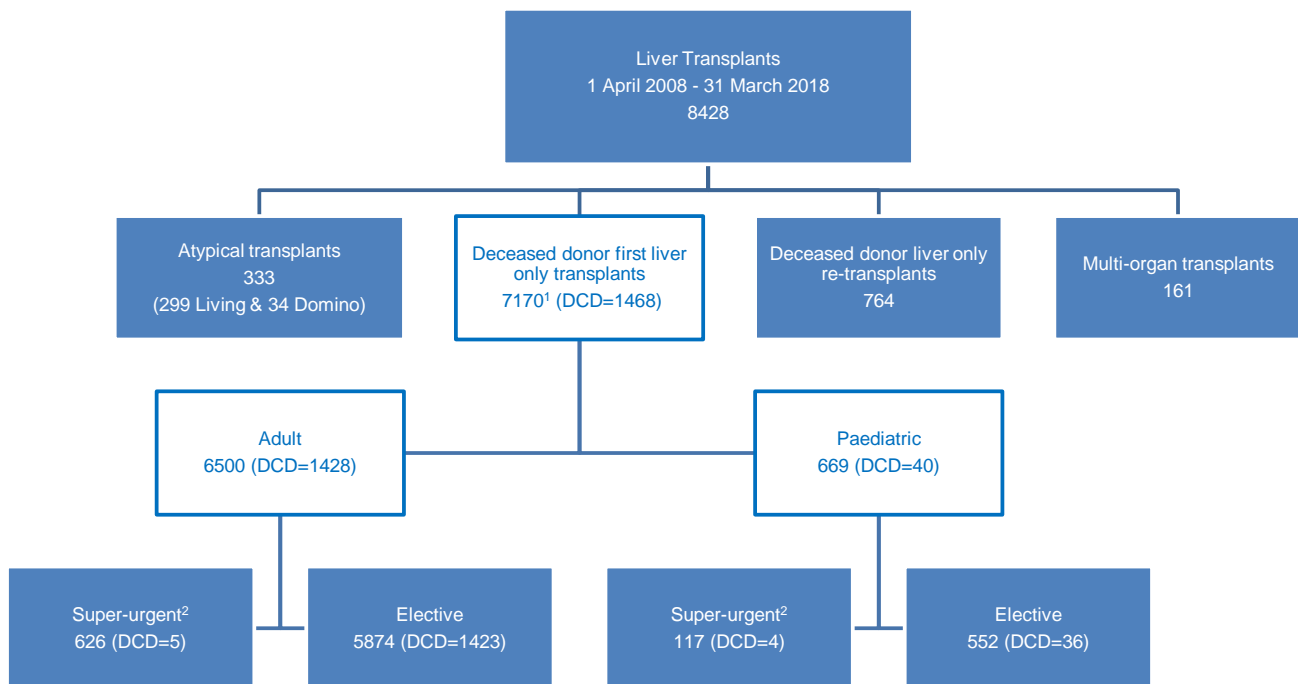 Liver Transplants
1 April 2008 - 31 March 2018
8428
Atypical transplants
333
(299 Living & 34 Domino)
Deceased donor first liver
only transplants
7170¹ (DCD=1468)
Deceased donor liver only
re-transplants
764
Multi-organ transplants
161
Adult
6500 (DCD=1428)
Paediatric
669 (DCD=40)
Super-urgent²
626 (DCD=5)
Elective
5874 (DCD=1423)
Super-urgent²
117 (DCD=4)
Elective
552 (DCD=36)